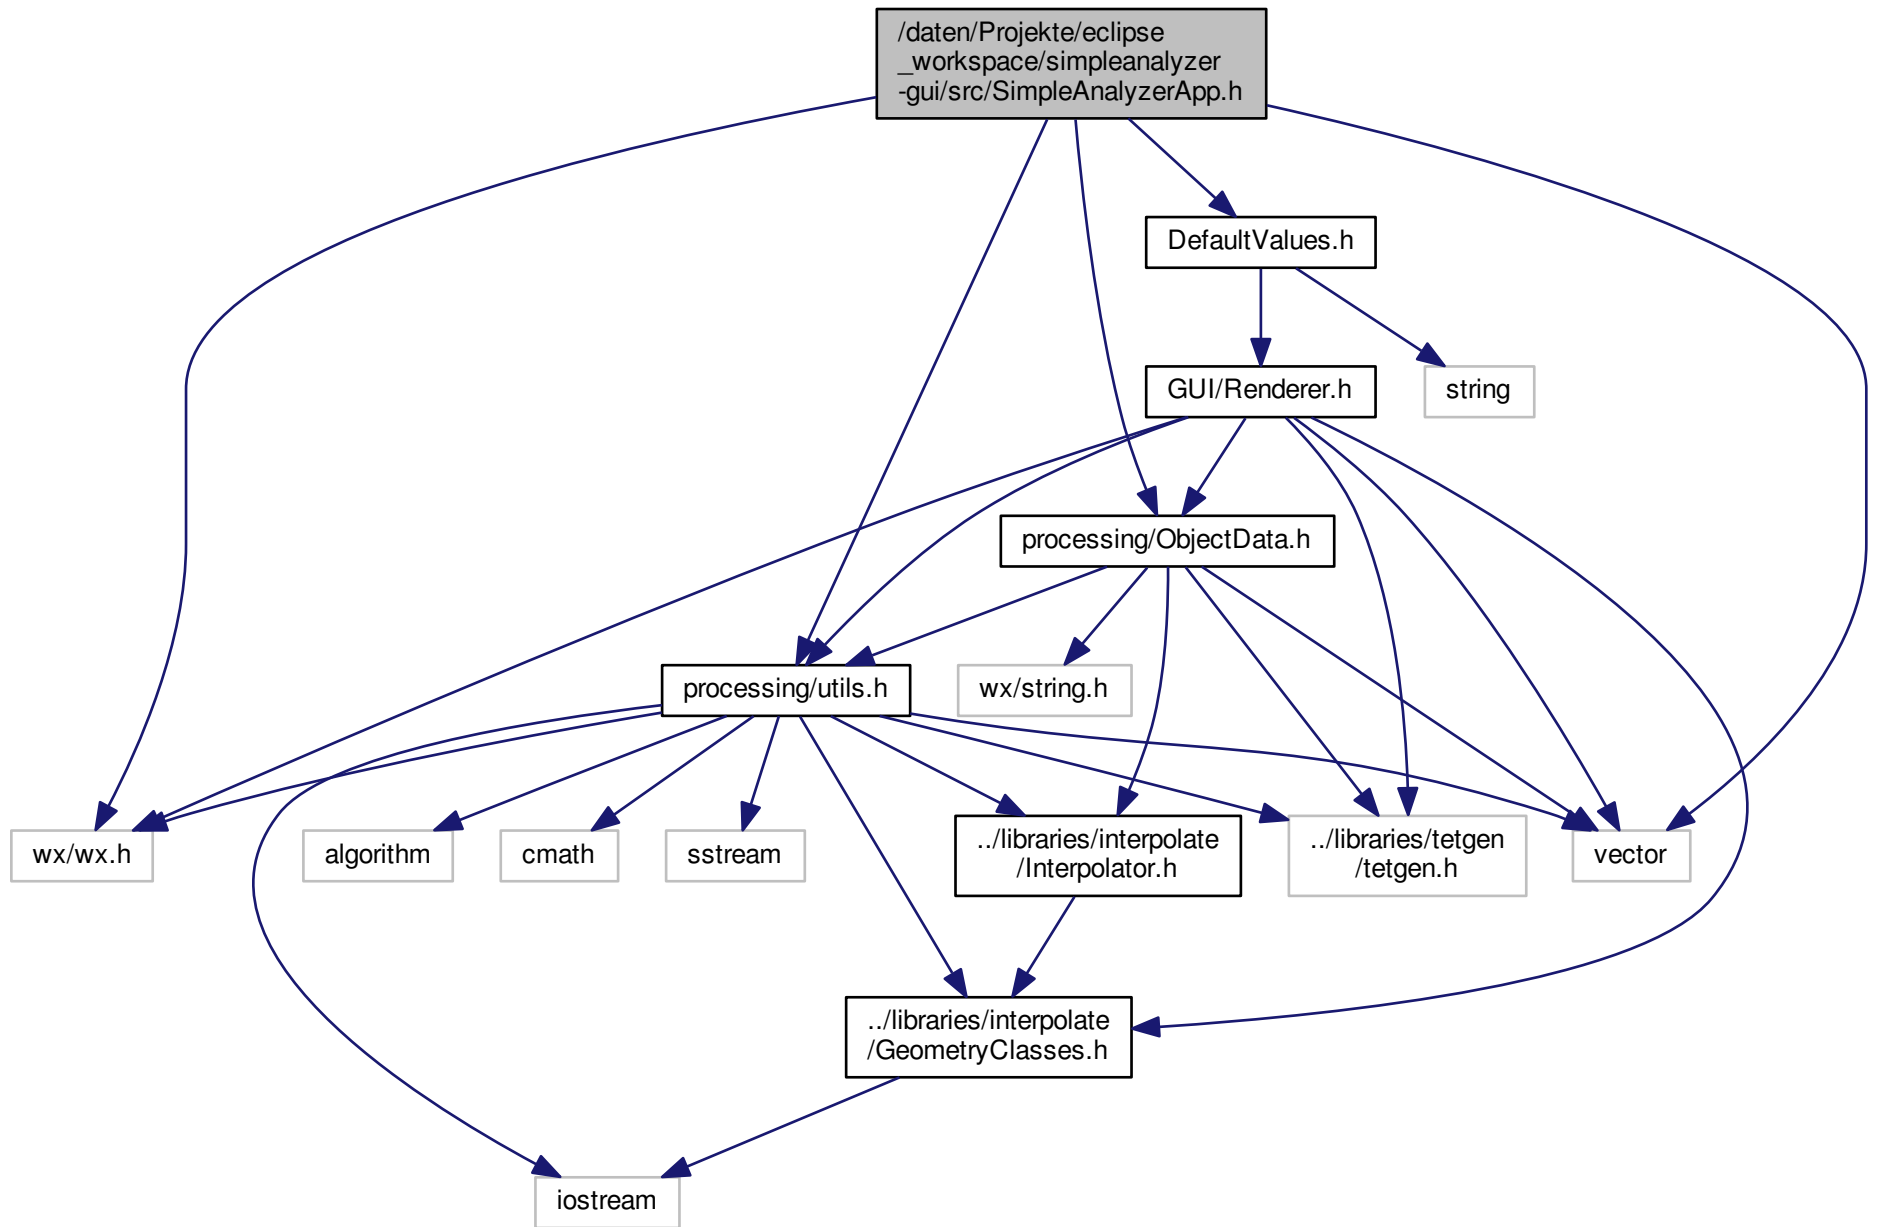 /daten/Projekte/eclipse
_workspace/simpleanalyzer
-gui/src/SimpleAnalyzerApp.h
DefaultValues.h
GUI/Renderer.h
string
processing/ObjectData.h
processing/utils.h
wx/string.h
wx/wx.h
algorithm
cmath
sstream
../libraries/interpolate
/Interpolator.h
../libraries/tetgen
/tetgen.h
vector
../libraries/interpolate
/GeometryClasses.h
iostream